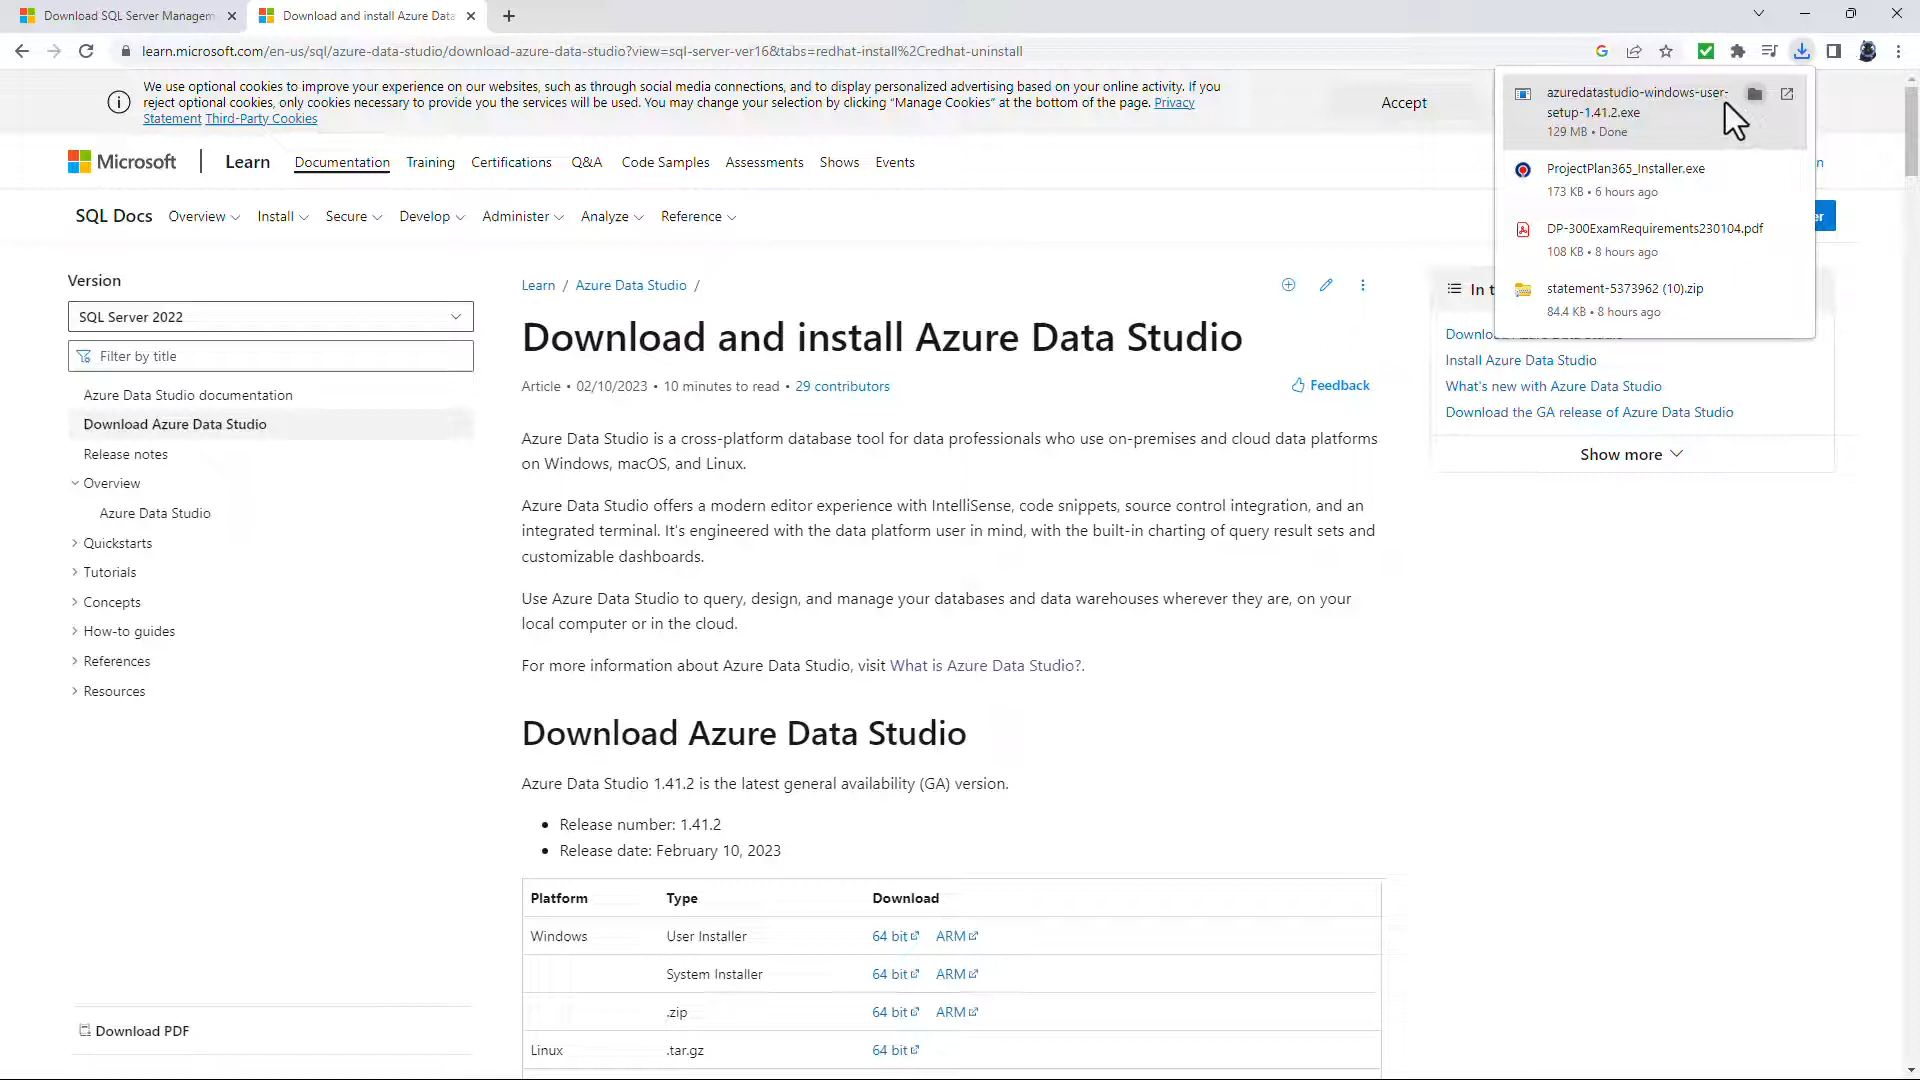 Download SQL Server Managem
Download and install Azure Data
learn.microsoft.com/en-us/sql/azure-data-studio/download-azure-data-studio?view=sql-server-ver16&tabs=redhat-install%2Credhat-uninstall
We use optional cookies to improve your experience on our websites, such as through social media connections, and to display personalized advertising based on your online activity. If you
reject optional cookies, only cookies necessary to provide you the services will be used. You may change your selection by clicking “Manage Cookies” at the bottom of the page. Privacy
Statement Third-Party Cookies
Accept
azuredatastudio-windows-user-
setup-1.41.2.exe
129 MB • Done
ProjectPlan365_Installer.exe
173 KB • 6 hours ago
DP-300ExamRequirements230104.pdf
108 KB • 8 hours ago
statement-5373962 (10).zip
84.4 KB • 8 hours ago
Microsoft
Learn
Documentation
Training
Certifications
Q&A
Code Samples
Assessments
Shows
Events
SQL Docs
Overview
Install
Secure
Develop
Administer
Analyze
Reference
Version
SQL Server 2022
Filter by title
Azure Data Studio documentation
Download Azure Data Studio
Release notes
Overview
Azure Data Studio
Quickstarts
Tutorials
Concepts
How-to guides
References
Resources
Download PDF
Learn / Azure Data Studio /
Download and install Azure Data Studio
Article • 02/10/2023 • 10 minutes to read • 29 contributors
Feedback
Azure Data Studio is a cross-platform database tool for data professionals who use on-premises and cloud data platforms
on Windows, macOS, and Linux.
Azure Data Studio offers a modern editor experience with IntelliSense, code snippets, source control integration, and an
integrated terminal. It's engineered with the data platform user in mind, with the built-in charting of query result sets and
customizable dashboards.
Use Azure Data Studio to query, design, and manage your databases and data warehouses wherever they are, on your
local computer or in the cloud.
For more information about Azure Data Studio, visit What is Azure Data Studio?.
Download Azure Data Studio
Azure Data Studio 1.41.2 is the latest general availability (GA) version.
• Release number: 1.41.2
• Release date: February 10, 2023
Platform Type Download
Windows User Installer 64 bit ARM
System Installer 64 bit ARM
.zip 64 bit ARM
Linux .tar.gz 64 bit
In t
Install Azure Data Studio
What's new with Azure Data Studio
Download the GA release of Azure Data Studio
Show more